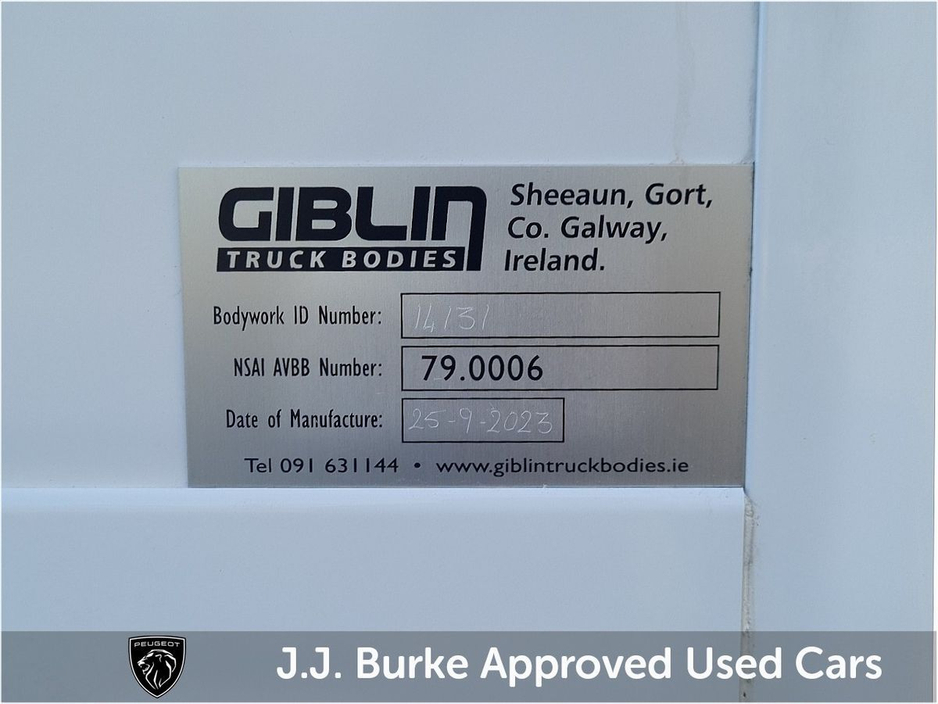 GIBLIN
TRUCK BODIES
Sheeaun, Gort,
Co. Galway,
Ireland.
Bodywork ID Number: 14131
NSAI AVBB Number: 79.0006
Date of Manufacture: 25-9-2023
Tel 091 631144 • www.giblintruckbodies.ie
PEUGEOT
J.J. Burke Approved Used Cars